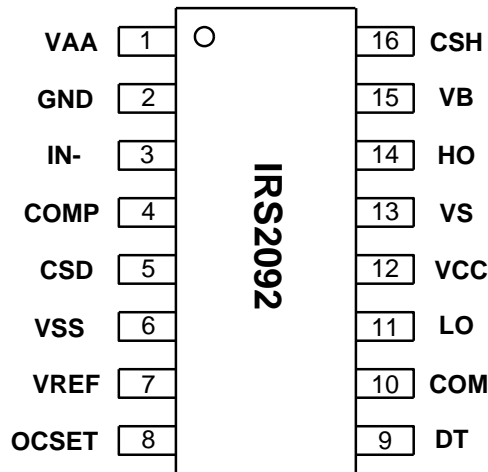 VAA 1 16 CSH
GND 2 15 VB
IN- 3 14 HO
COMP 4 13 VS
CSD 5 12 VCC
VSS 6 11 LO
VREF 7 10 COM
OCSET 8 9 DT
IRS2092